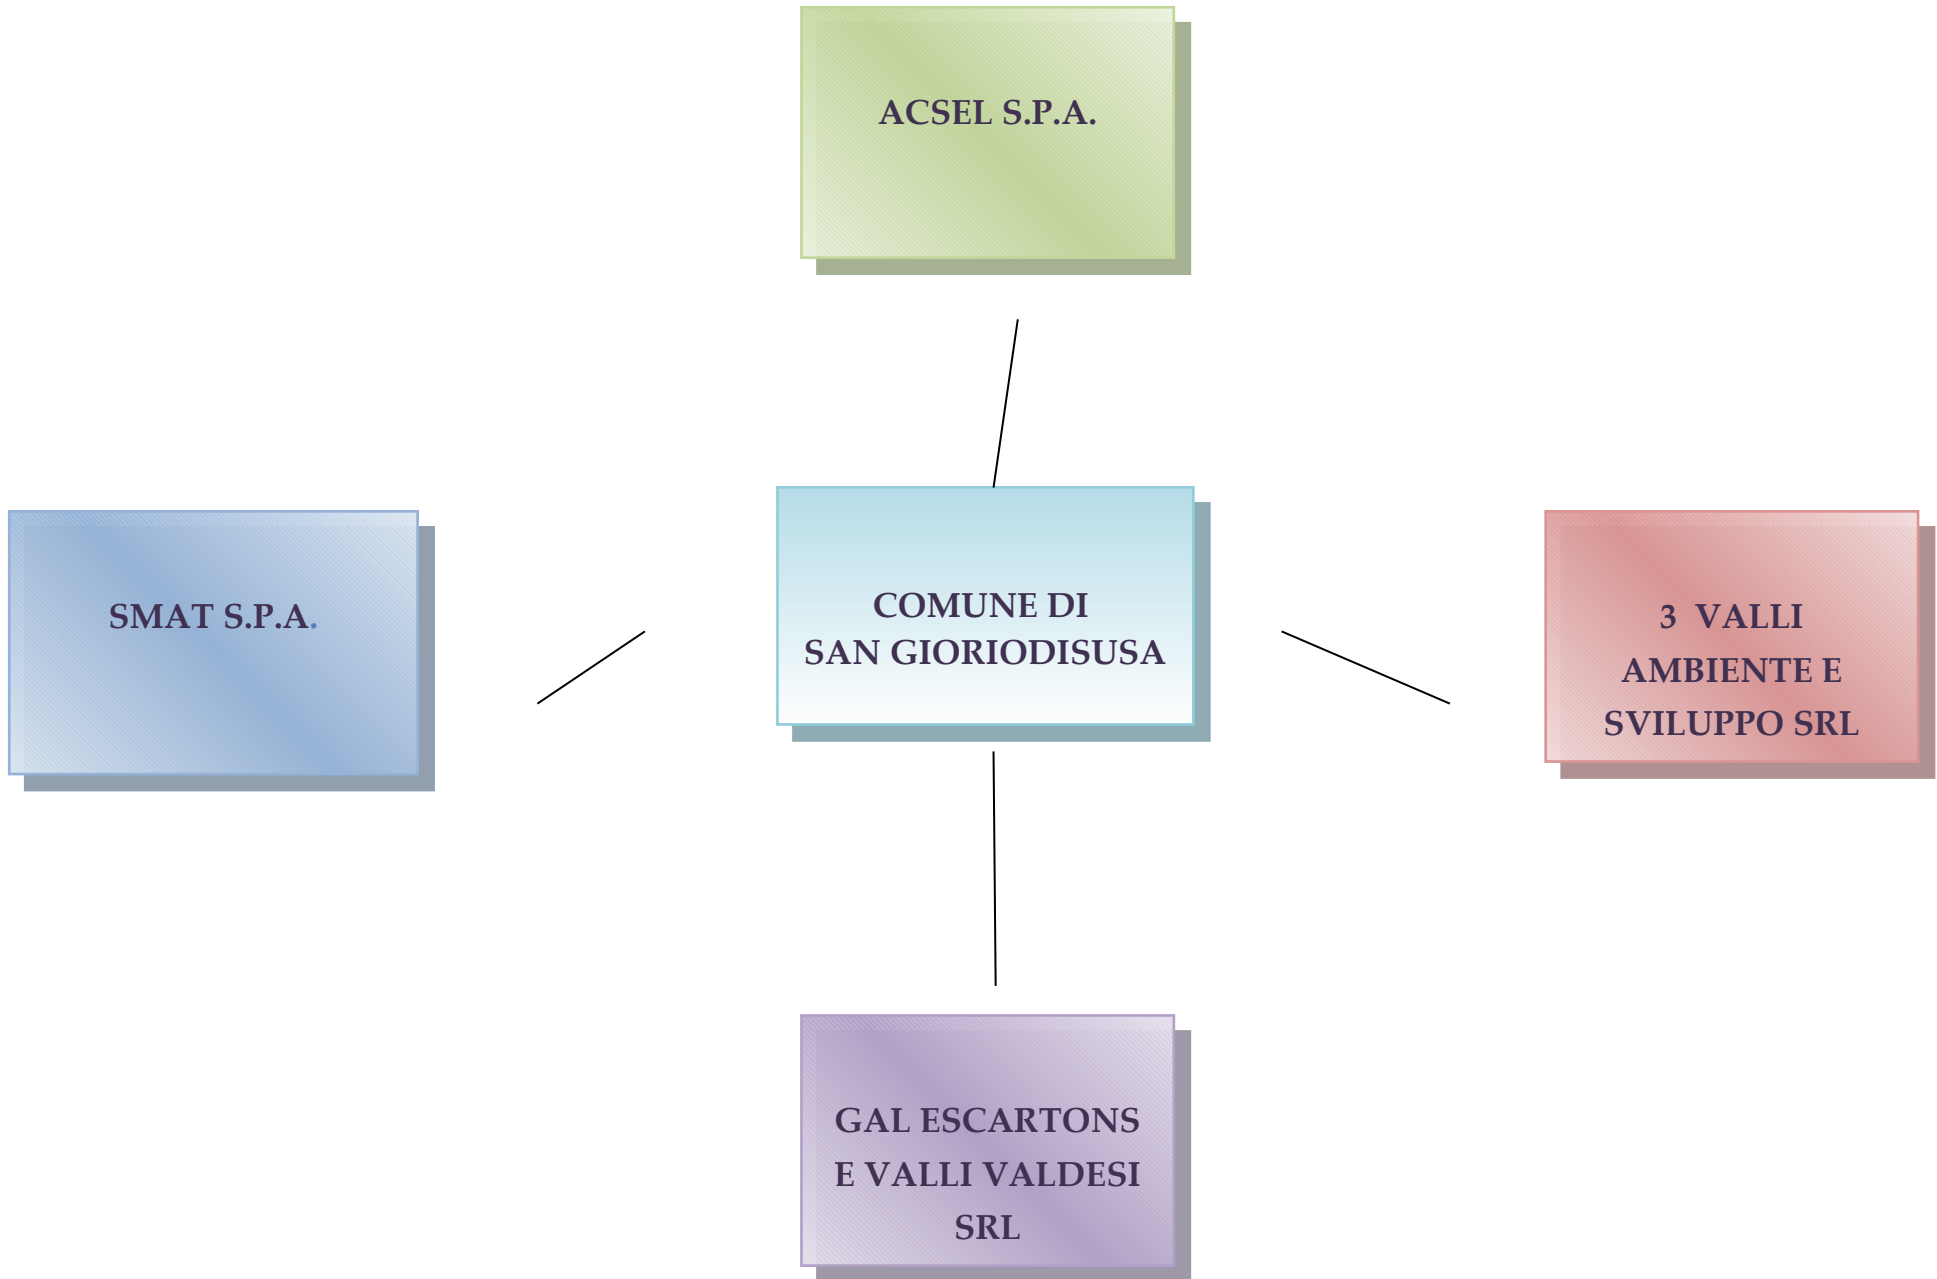 ACSEL S.P.A.
SMAT S.P.A.
COMUNE DI
SAN GIORIODISUSA
3 VALLI
AMBIENTE E
SVILUPPO SRL
GAL ESCARTONS
E VALLI VALDESI
SRL